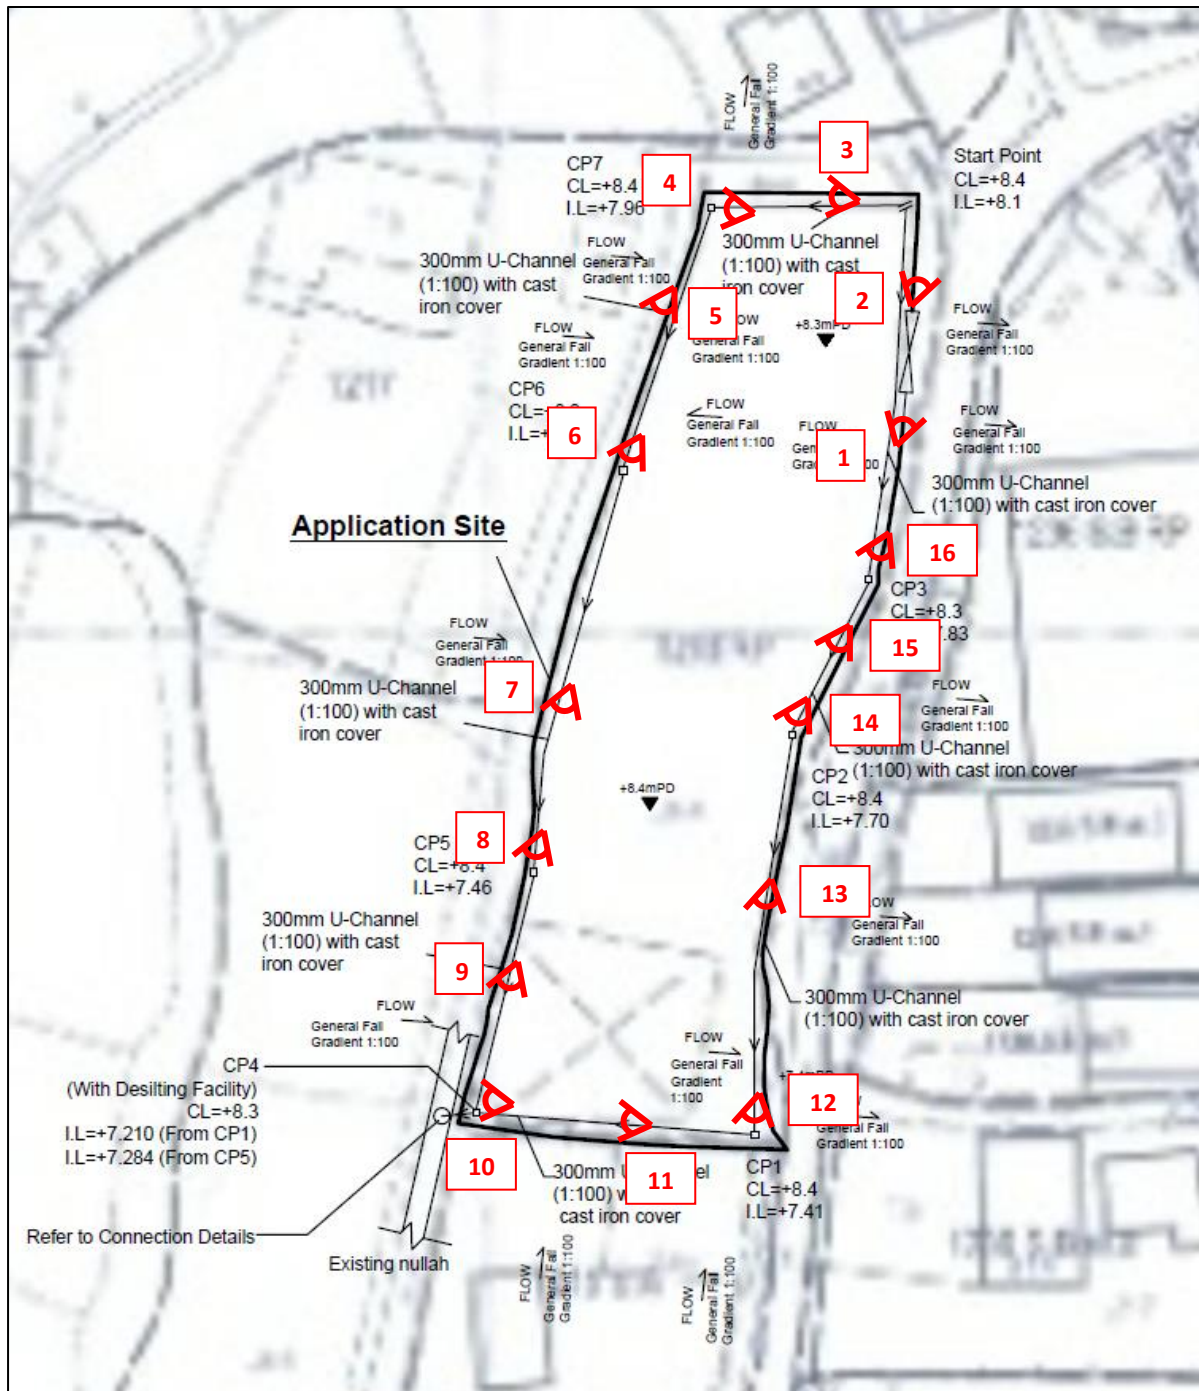 FLOW
General Fall
Gradient 1:100
3
Start Point
CL=+8.4
I.L=+8.1
CP7
CL=+8.4
I.L=+7.96
4
FLOW
General Fall
Gradient 1:100
300mm U-Channel
(1:100) with cast
iron cover
300mm U-Channel
(1:100) with cast
iron cover
2
5
FLOW
General Fall
Gradient 1:100
+8.3mPD
FLOW
General Fall
Gradient 1:100
FLOW
General Fall
Gradient 1:100
CP6
CL=
I.L=+
6
FLOW
General Fall
Gradient 1:100
FLOW
1
FLOW
General Fall
Gradient 1:100
300mm U-Channel
(1:100) with cast iron cover
Application Site
16
CP3
CL=+8.3
.83
15
FLOW
General Fall
Gradient 1:100
7
300mm U-Channel
(1:100) with cast
iron cover
FLOW
General Fall
Gradient 1:100
14
300mm U-Channel
(1:100) with cast iron cover
CP2
CL=+8.4
I.L=+7.70
+8.4mPD
8
CP5
CL=+8.4
I.L=+7.46
13
FLOW
General Fall
Gradient 1:100
300mm U-Channel
(1:100) with cast
iron cover
9
300mm U-Channel
(1:100) with cast iron cover
FLOW
General Fall
Gradient 1:100
FLOW
General Fall
Gradient
1:100
CP4
(With Desilting Facility)
CL=+8.3
I.L=+7.210 (From CP1)
I.L=+7.284 (From CP5)
12
General Fall
Gradient 1:100
10
11
300mm U
(1:100) w
cast iron cover
CP1
CL=+8.4
I.L=+7.41
Refer to Connection Details
Existing nullah
FLOW
General Fall
Gradient 1:100
FLOW
General Fall
Gradient 1:100